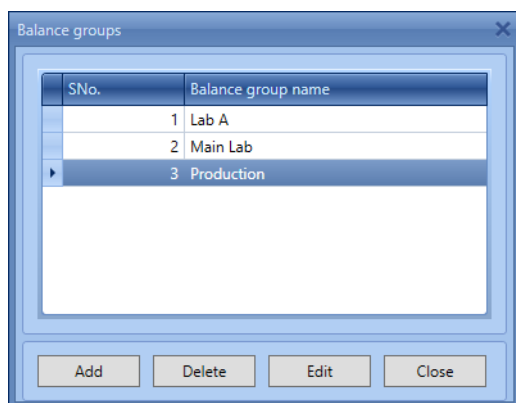 Balance groups
SNo. Balance group name
1 Lab A
2 Main Lab
3 Production
Add Delete Edit Close